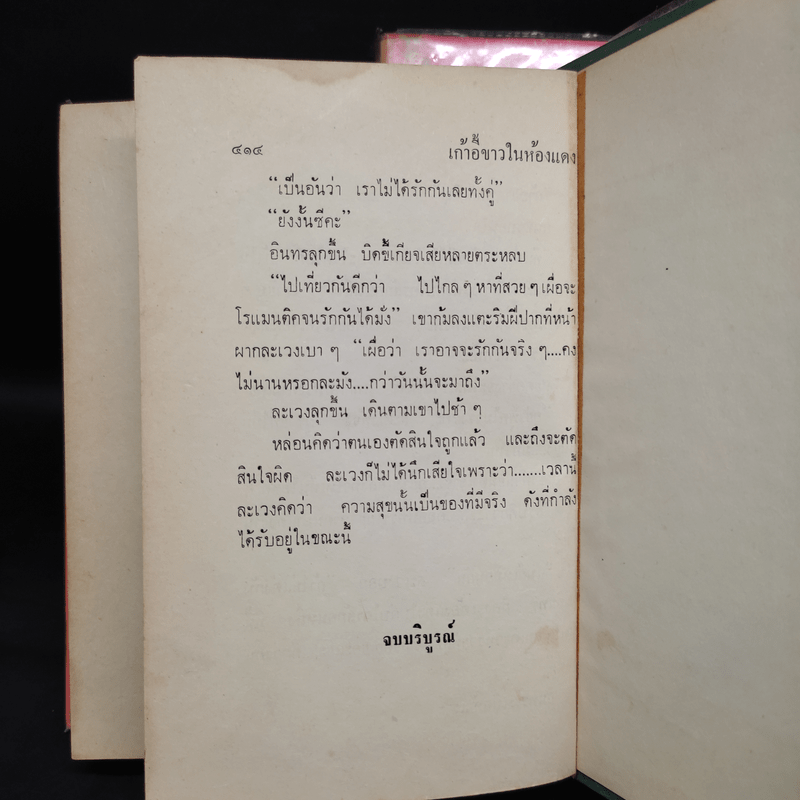 ๔๑๔ เก้าอี้ขาวในห้องแดง
“เป็นอันว่า เราไม่ได้รักกันเลยทั้งคู่”
“ยังงั้นซีคะ”
อินทรลุกขึ้น บิดขี้เกียจเสียหลายตระหลบ
“ไปเที่ยวกันดีกว่า ไปไกล ๆ หาที่สวย ๆ เผื่อจะ
โรแมนติคจนรักกันได้มั่ง” เขาก้มลงแตะริมฝีปากที่หน้า
ผากละเวงเบา ๆ “เผื่อว่า เราอาจจะรักกันจริง ๆ....คง
ไม่นานหรอกละมัง....กว่าวันนั้นจะมาถึง”
ละเวงลุกขึ้น เดินตามเขาไปช้า ๆ
หล่อนคิดว่าตนเองตัดสินใจถูกแล้ว และถึงจะตัด
สินใจผิด ละเวงก็ไม่ได้นึกเสียใจเพราะว่า.......เวลานี้
ละเวงคิดว่า ความสุขนั้นเป็นของที่มีจริง ดังที่กำลัง
ได้รับอยู่ในขณะนี้
จบบริบูรณ์